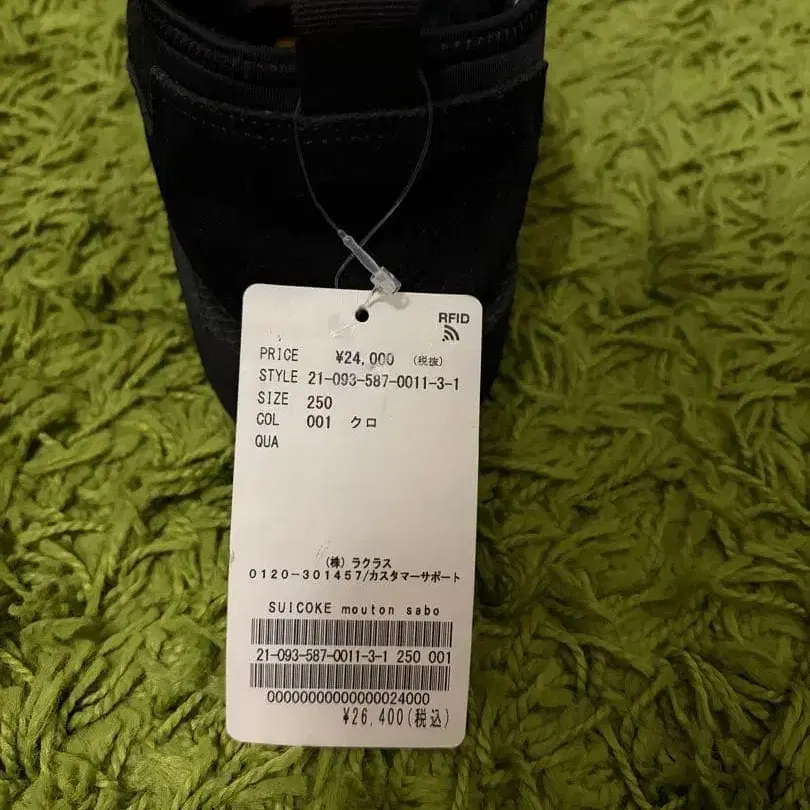 RFID
PRICE ¥24,000 (税抜)
STYLE 21-093-587-0011-3-1
SIZE 250
COL 001 クロ
QUA
(株) ラクラス
0120-301457/カスタマーサポート
SUICOKE mouton sabo
21-093-587-0011-3-1 250 001
00000000000000024000
¥26,400(税込)